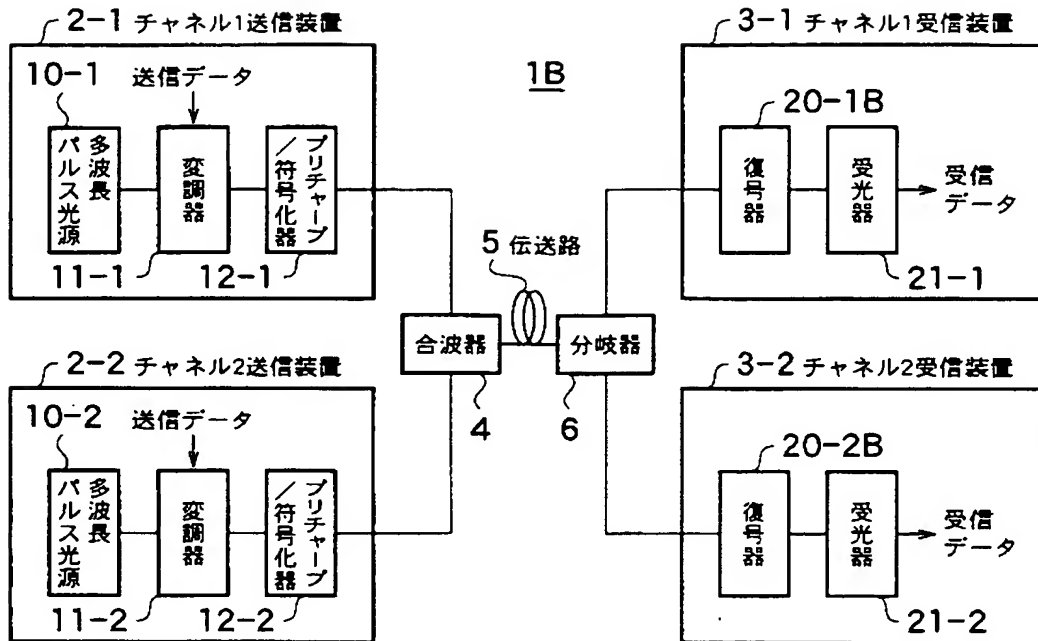 2-1 チャネル1送信装置
10-1
送信データ
多波長
パルス光源
変調器
プリチャープ
／符号化器
11-1
12-1
1B
3-1 チャネル1受信装置
20-1B
復号器
受光器
受信
データ
21-1
5 伝送路
合波器
分岐器
4
6
2-2 チャネル2送信装置
10-2
送信データ
多波長
パルス光源
変調器
プリチャープ
／符号化器
11-2
12-2
3-2 チャネル2受信装置
20-2B
復号器
受光器
受信
データ
21-2